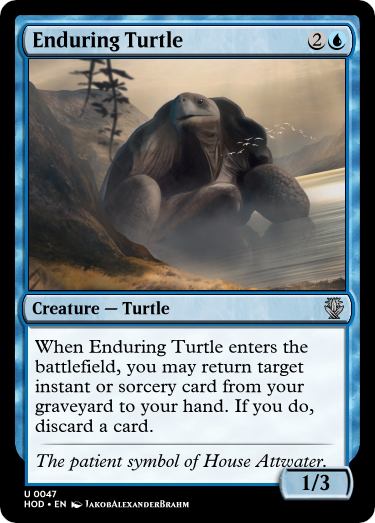 Enduring Turtle 2
Creature — Turtle
When Enduring Turtle enters the
battlefield, you may return target
instant or sorcery card from your
graveyard to your hand. If you do,
discard a card.
The patient symbol of House Attwater.
1/3
U 0047
HOD • EN JakobAlexanderBrahm